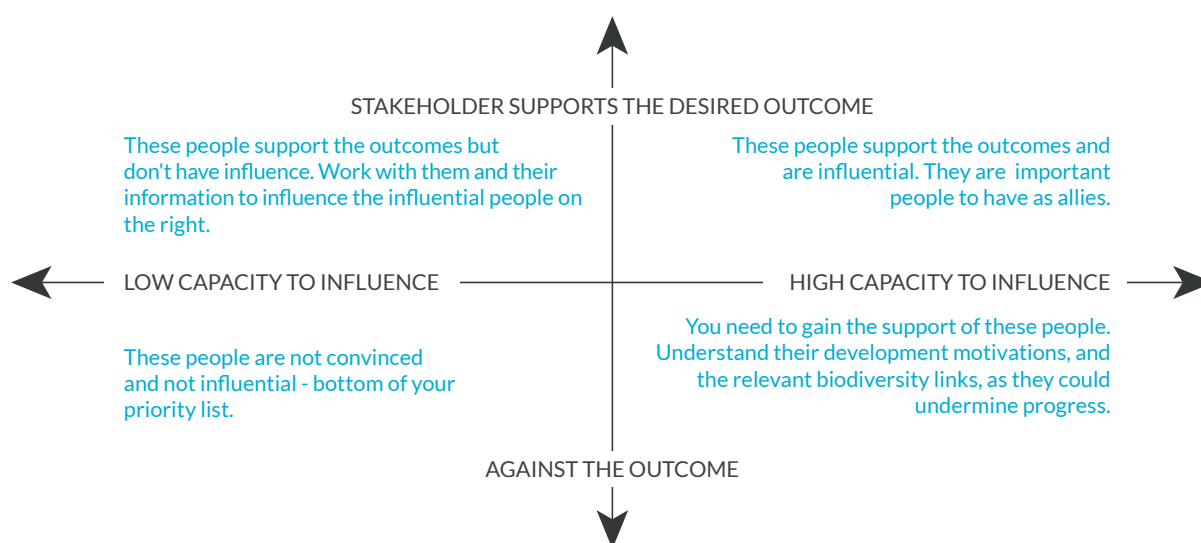 STAKEHOLDER SUPPORTS THE DESIRED OUTCOME
These people support the outcomes but
don't have influence. Work with them and their
information to influence the influential people on
the right.
These people support the outcomes and
are influential. They are important
people to have as allies.
LOW CAPACITY TO INFLUENCE
HIGH CAPACITY TO INFLUENCE
These people are not convinced
and not influential - bottom of your
priority list.
You need to gain the support of these people.
Understand their development motivations, and
the relevant biodiversity links, as they could
undermine progress.
AGAINST THE OUTCOME